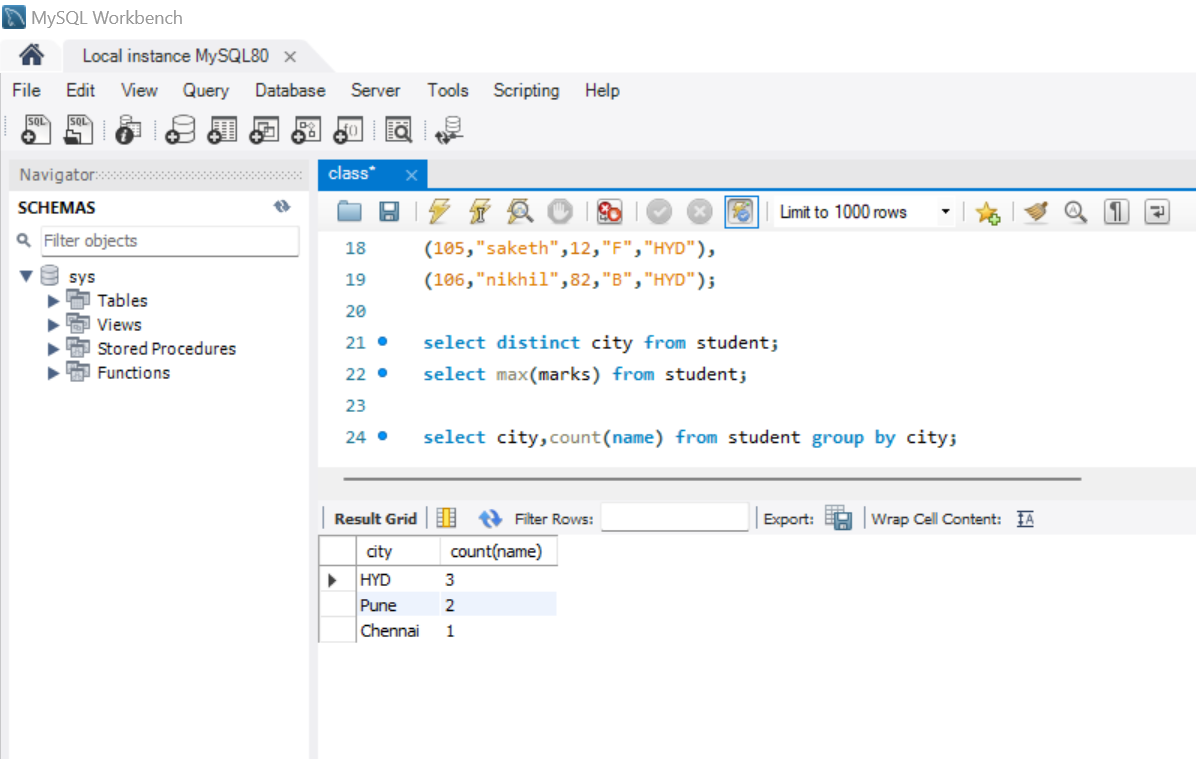 MySQL Workbench
Local instance MySQL80
File Edit View Query Database Server Tools Scripting Help
SQL SQL
Navigator
class*
SCHEMAS
Limit to 1000 rows
Filter objects
sys
Tables
Views
Stored Procedures
Functions
18 (105,"saketh",12,"F","HYD"),
19 (106,"nikhil",82,"B","HYD");
20
21 select distinct city from student;
22 select max(marks) from student;
23
24 select city,count(name) from student group by city;
Result Grid Filter Rows: Export: Wrap Cell Content:
city count(name)
HYD 3
Pune 2
Chennai 1